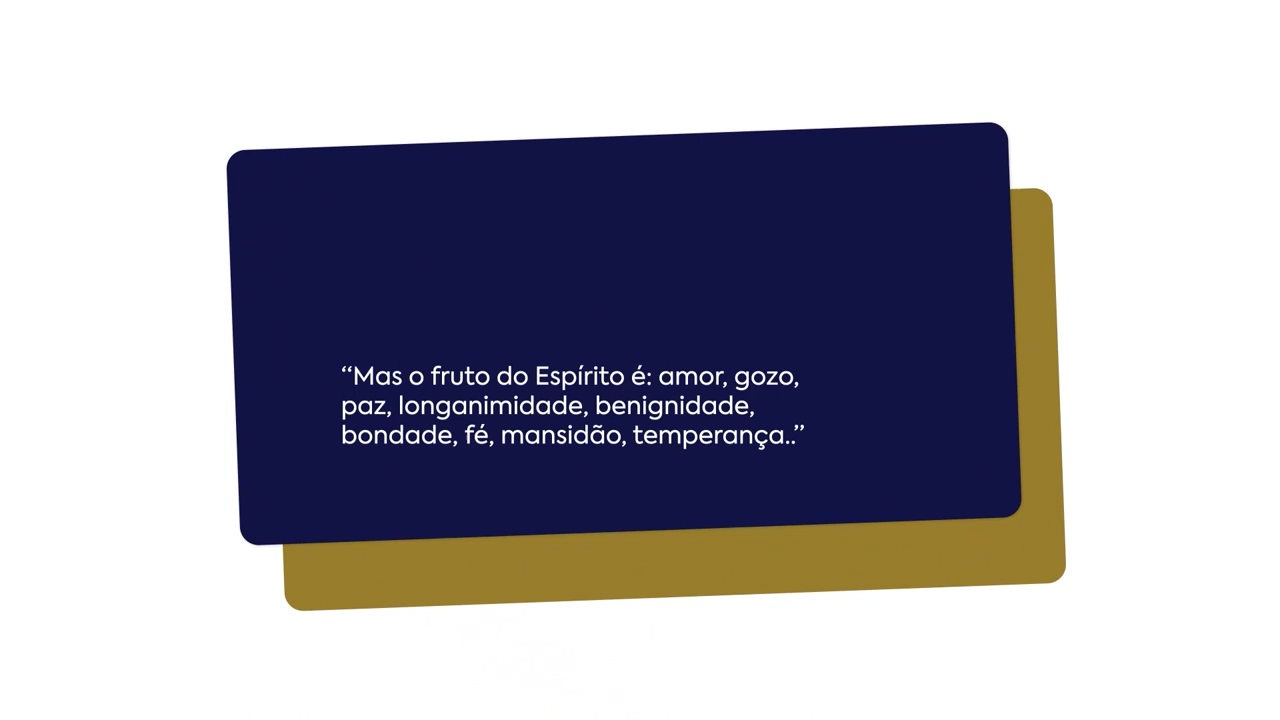 “Mas o fruto do Espírito é: amor, gozo,
paz, longanimidade, benignidade,
bondade, fé, mansidão, temperança..”